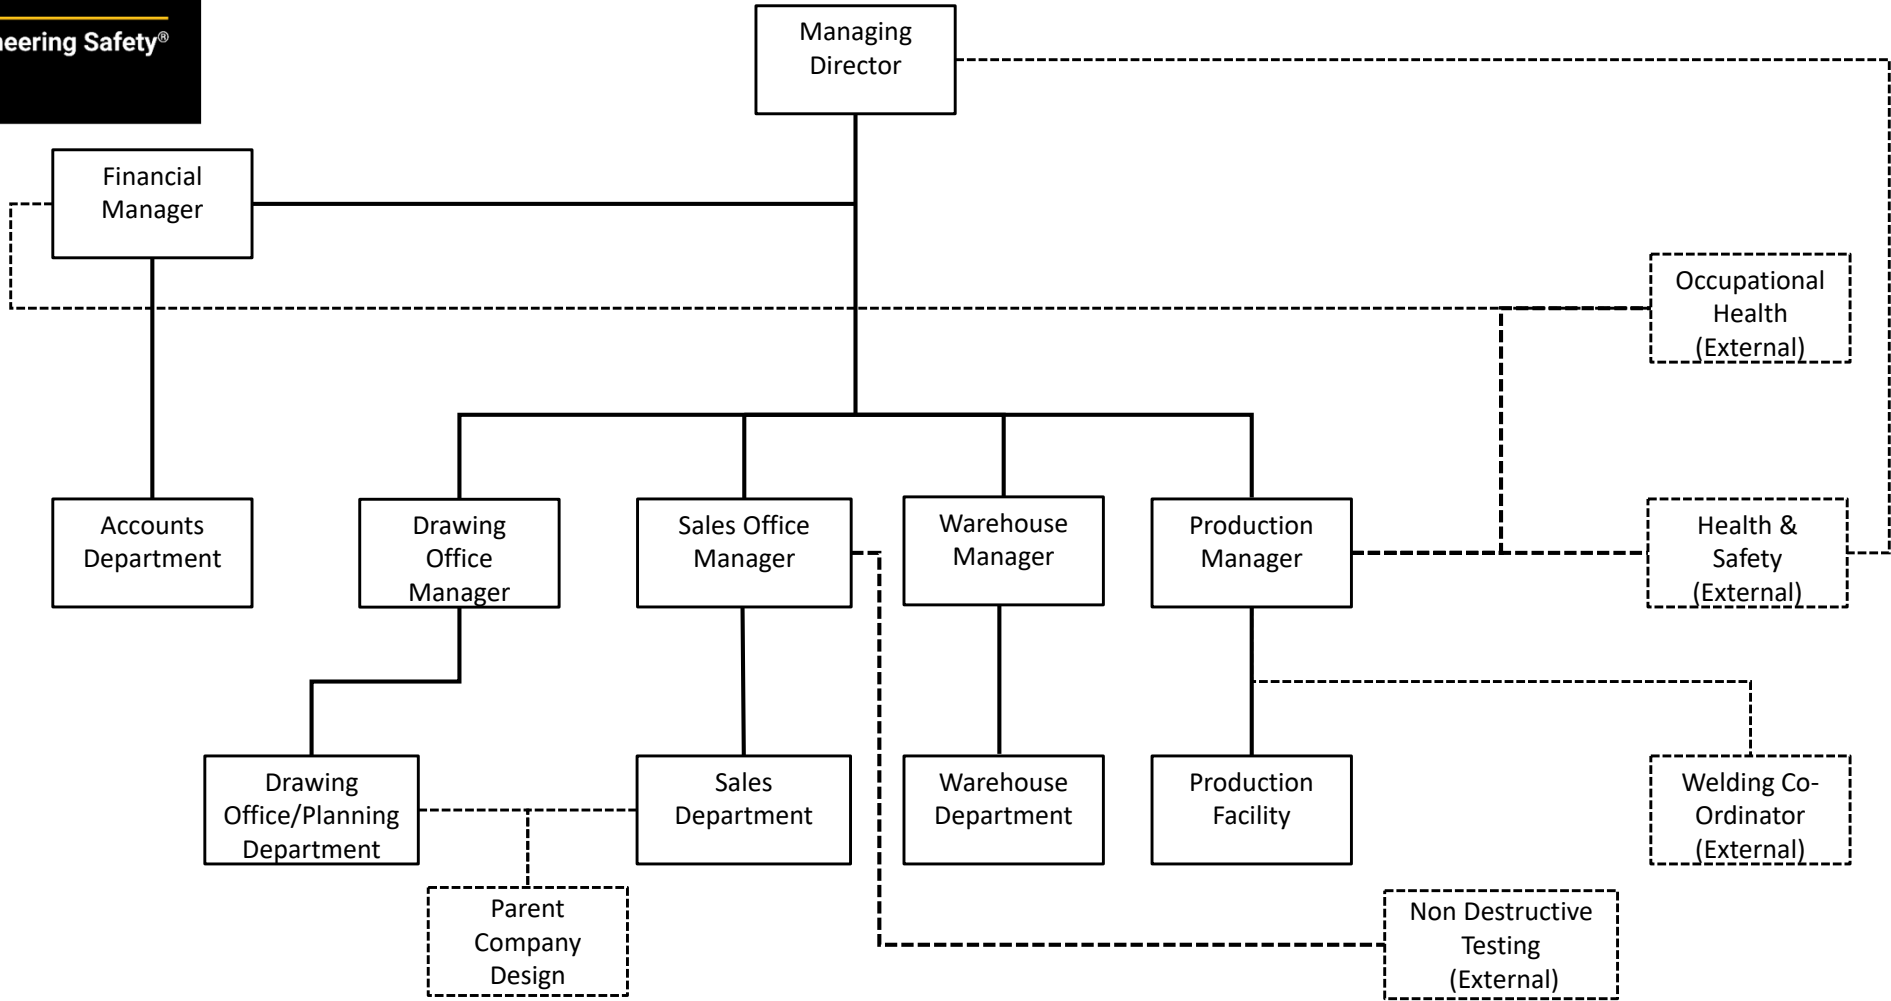 Safety®
Managing
Director
Financial
Manager
Occupational
Health
(External)
Accounts
Department
Drawing
Office
Manager
Sales Office
Manager
Warehouse
Manager
Production
Manager
Health &
Safety
(External)
Drawing
Office/Planning
Department
Sales
Department
Warehouse
Department
Production
Facility
Welding Co-
Ordinator
(External)
Parent
Company
Design
Non Destructive
Testing
(External)